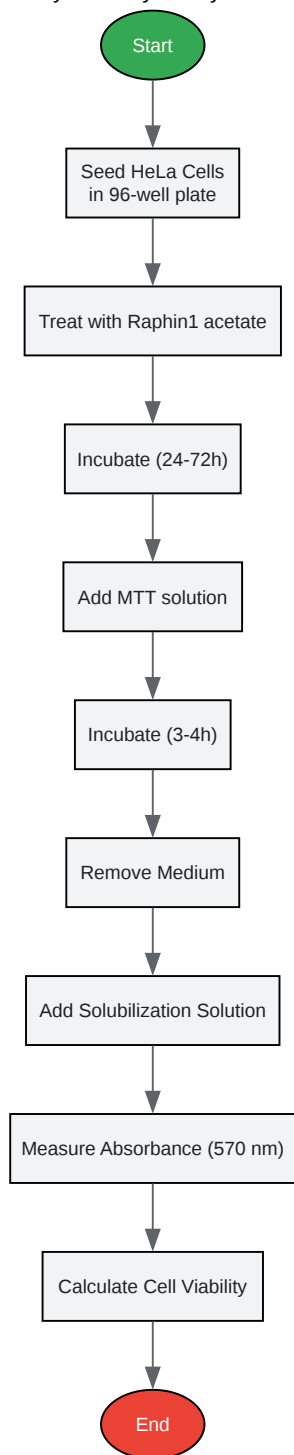 Start
Seed HeLa Cells
in 96-well plate
Treat with Raphin1 acetate
Incubate (24-72h)
Add MTT solution
Incubate (3-4h)
Remove Medium
Add Solubilization Solution
Measure Absorbance (570 nm)
Calculate Cell Viability
End